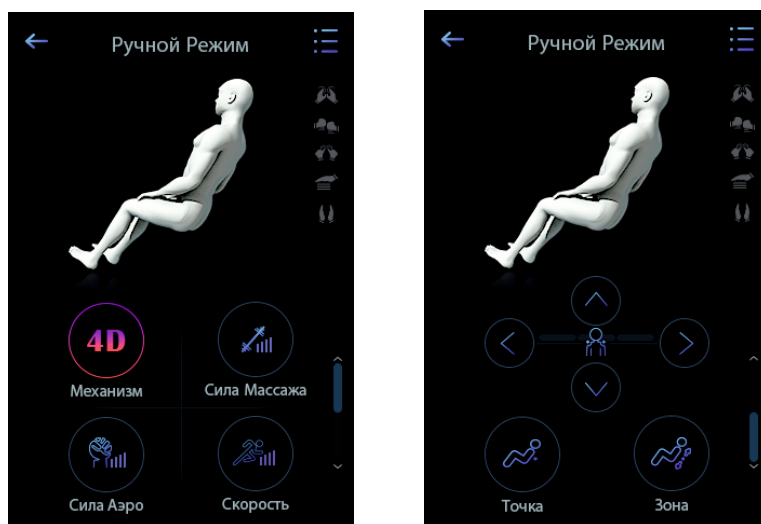 Ручной Режим
4D
Механизм
Сила Массажа
Сила Аэро
Скорость
Ручной Режим
Точка
Зона